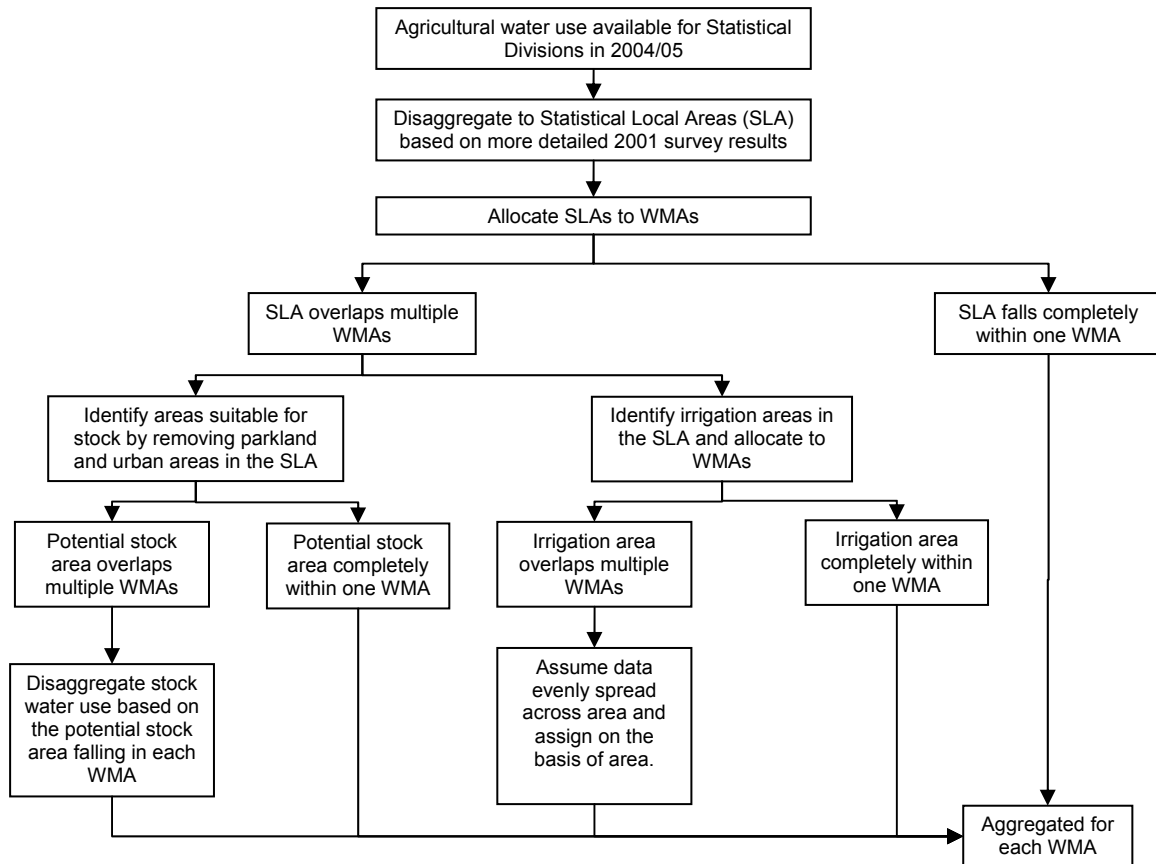 Agricultural water use available for Statistical
Divisions in 2004/05
Disaggregate to Statistical Local Areas (SLA)
based on more detailed 2001 survey results
Allocate SLAs to WMAs
SLA overlaps multiple
WMAs
SLA falls completely
within one WMA
Identify areas suitable for
stock by removing parkland
and urban areas in the SLA
Identify irrigation areas in
the SLA and allocate to
WMAs
Potential stock
area overlaps
multiple WMAs
Potential stock
area completely
within one WMA
Irrigation area
overlaps multiple
WMAs
Irrigation area
completely within
one WMA
Disaggregate stock
water use based on
the potential stock
area falling in each
WMA
Assume data
evenly spread
across area and
assign on the
basis of area.
Aggregated for
each WMA